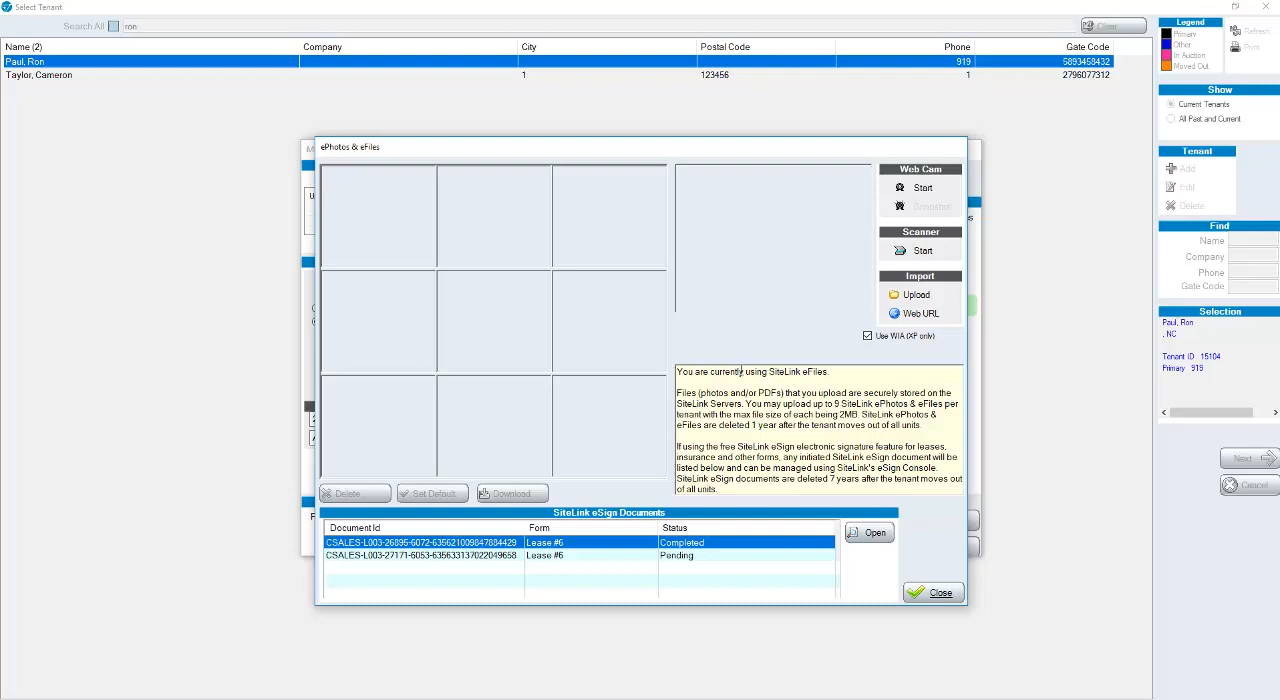 Select Tenant
Search All ron Clear
Name (2) Company City Postal Code Phone Gate Code
Paul, Ron 919 5893458432
Taylor, Cameron 1 123456 1 2796077312
Legend
Primary
Other
In Auction
Moved Out
Refresh
Print
Show
Current Tenants
All Past and Current
Tenant
Add
Edit
Delete
Find
Name
Company
Phone
Gate Code
Selection
Paul, Ron
, NC
Tenant ID 15104
Primary 919
Next
Cancel
ePhotos & eFiles
Web Cam
Start
Snapshot
Scanner
Start
Import
Upload
Web URL
Use WIA (XP only)
You are currently using SiteLink eFiles.
Files (photos and/or PDFs) that you upload are securely stored on the
SiteLink Servers. You may upload up to 9 SiteLink ePhotos & eFiles per
tenant with the max file size of each being 2MB. SiteLink ePhotos &
eFiles are deleted 1 year after the tenant moves out of all units.
If using the free SiteLink eSign electronic signature feature for leases,
insurance and other forms, any initiated SiteLink eSign document will be
listed below and can be managed using SiteLink's eSign Console.
SiteLink eSign documents are deleted 7 years after the tenant moves out
of all units.
Delete Set Default Download
SiteLink eSign Documents
Document Id Form Status
CSALES-L003-26895-6072-635621009847884429 Lease #6 Completed
CSALES-L003-27171-6053-635633137022049658 Lease #6 Pending
Open
Close